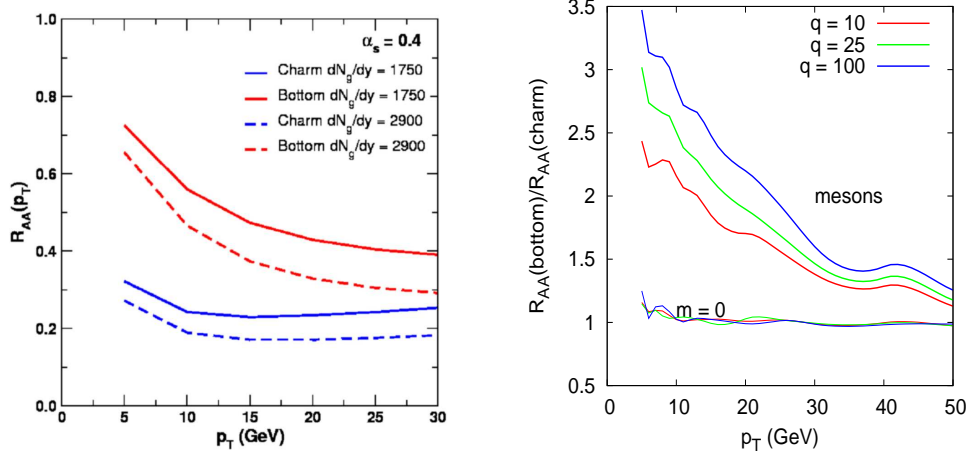 1.0
0.8
0.6
0.4
0.2
0.0
R_AA(p_T)
α_s = 0.4
Charm dN_g/dy = 1750
Bottom dN_g/dy = 1750
Charm dN_g/dy = 2900
Bottom dN_g/dy = 2900
0 5 10 15 20 25 30
p_T (GeV)
3.5
3
2.5
2
1.5
1
0.5
R_AA(bottom)/R_AA(charm)
q = 10
q = 25
q = 100
mesons
m = 0
0 10 20 30 40 50
p_T (GeV)